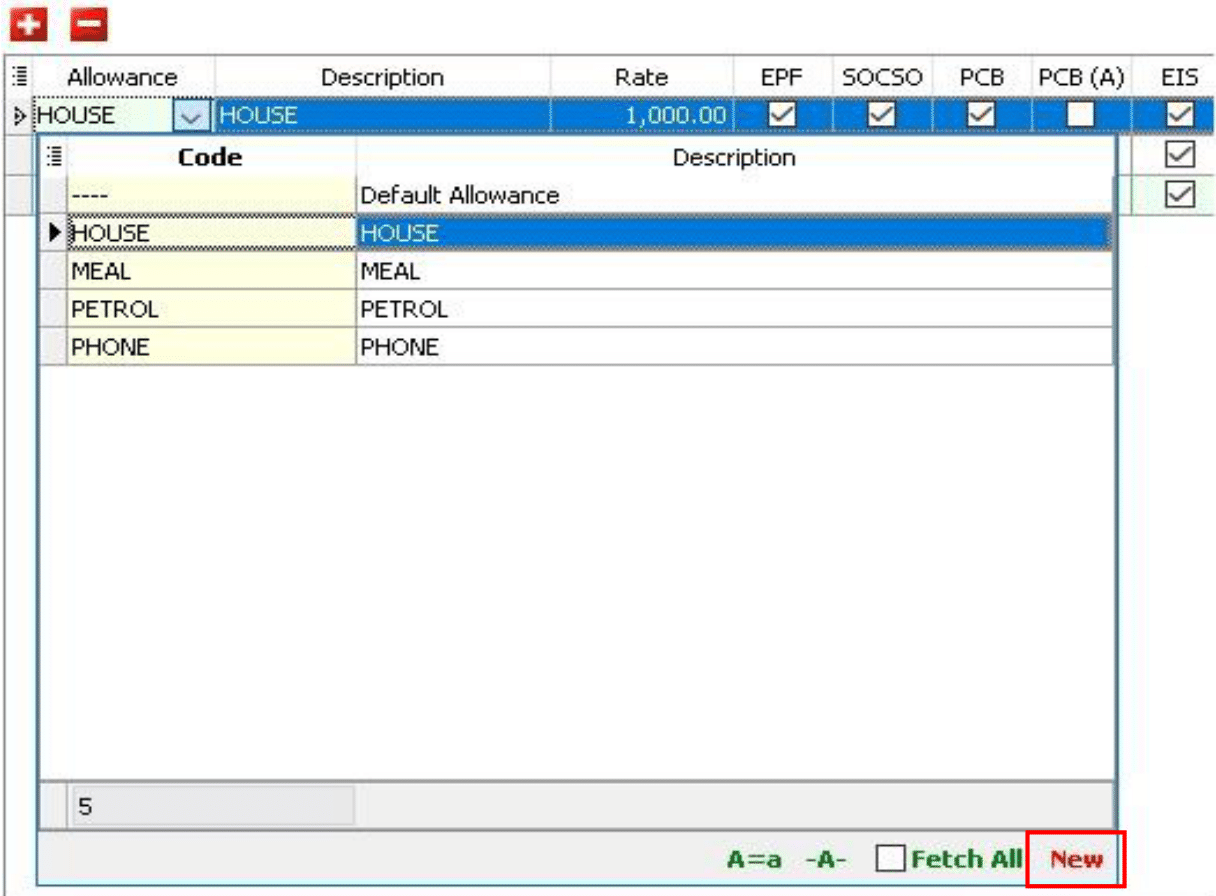 Allowance Description Rate EPF SOCSO PCB PCB (A) EIS
HOUSE HOUSE 1,000.00
Code Description
---- Default Allowance
HOUSE HOUSE
MEAL MEAL
PETROL PETROL
PHONE PHONE
5
A=a -A- Fetch All New